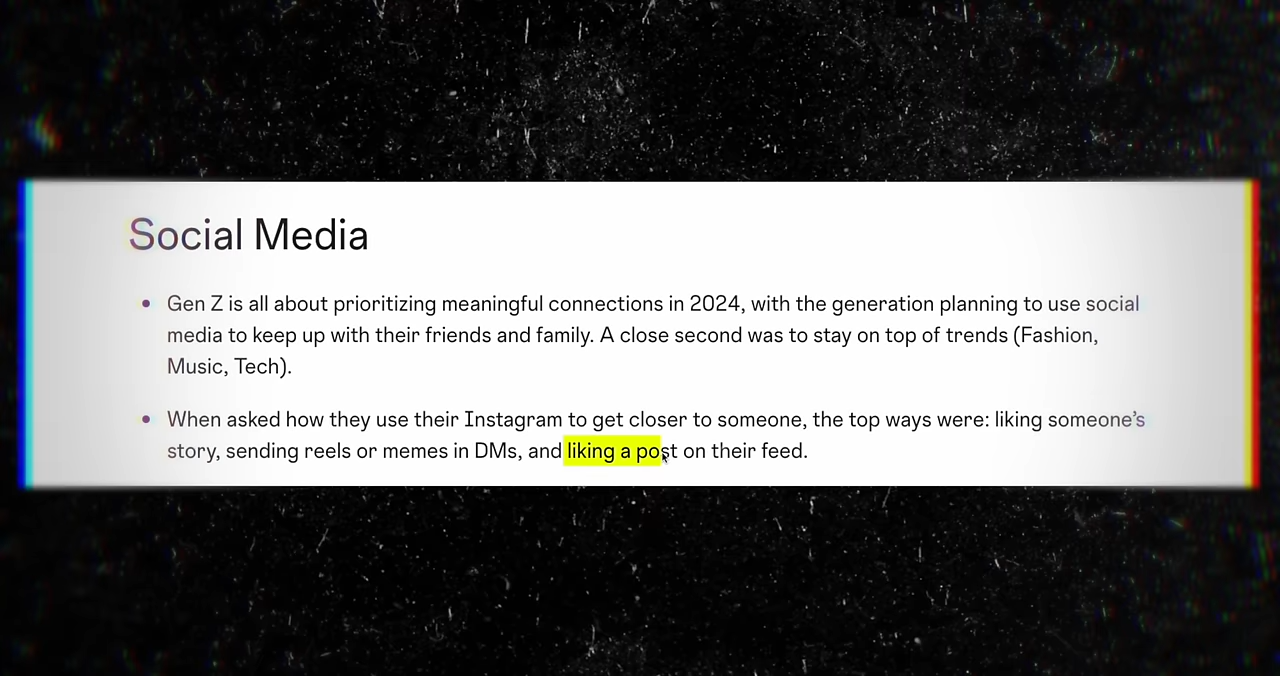 Social Media
• Gen Z is all about prioritizing meaningful connections in 2024, with the generation planning to use social
media to keep up with their friends and family. A close second was to stay on top of trends (Fashion,
Music, Tech).
• When asked how they use their Instagram to get closer to someone, the top ways were: liking someone’s
story, sending reels or memes in DMs, and liking a post on their feed.